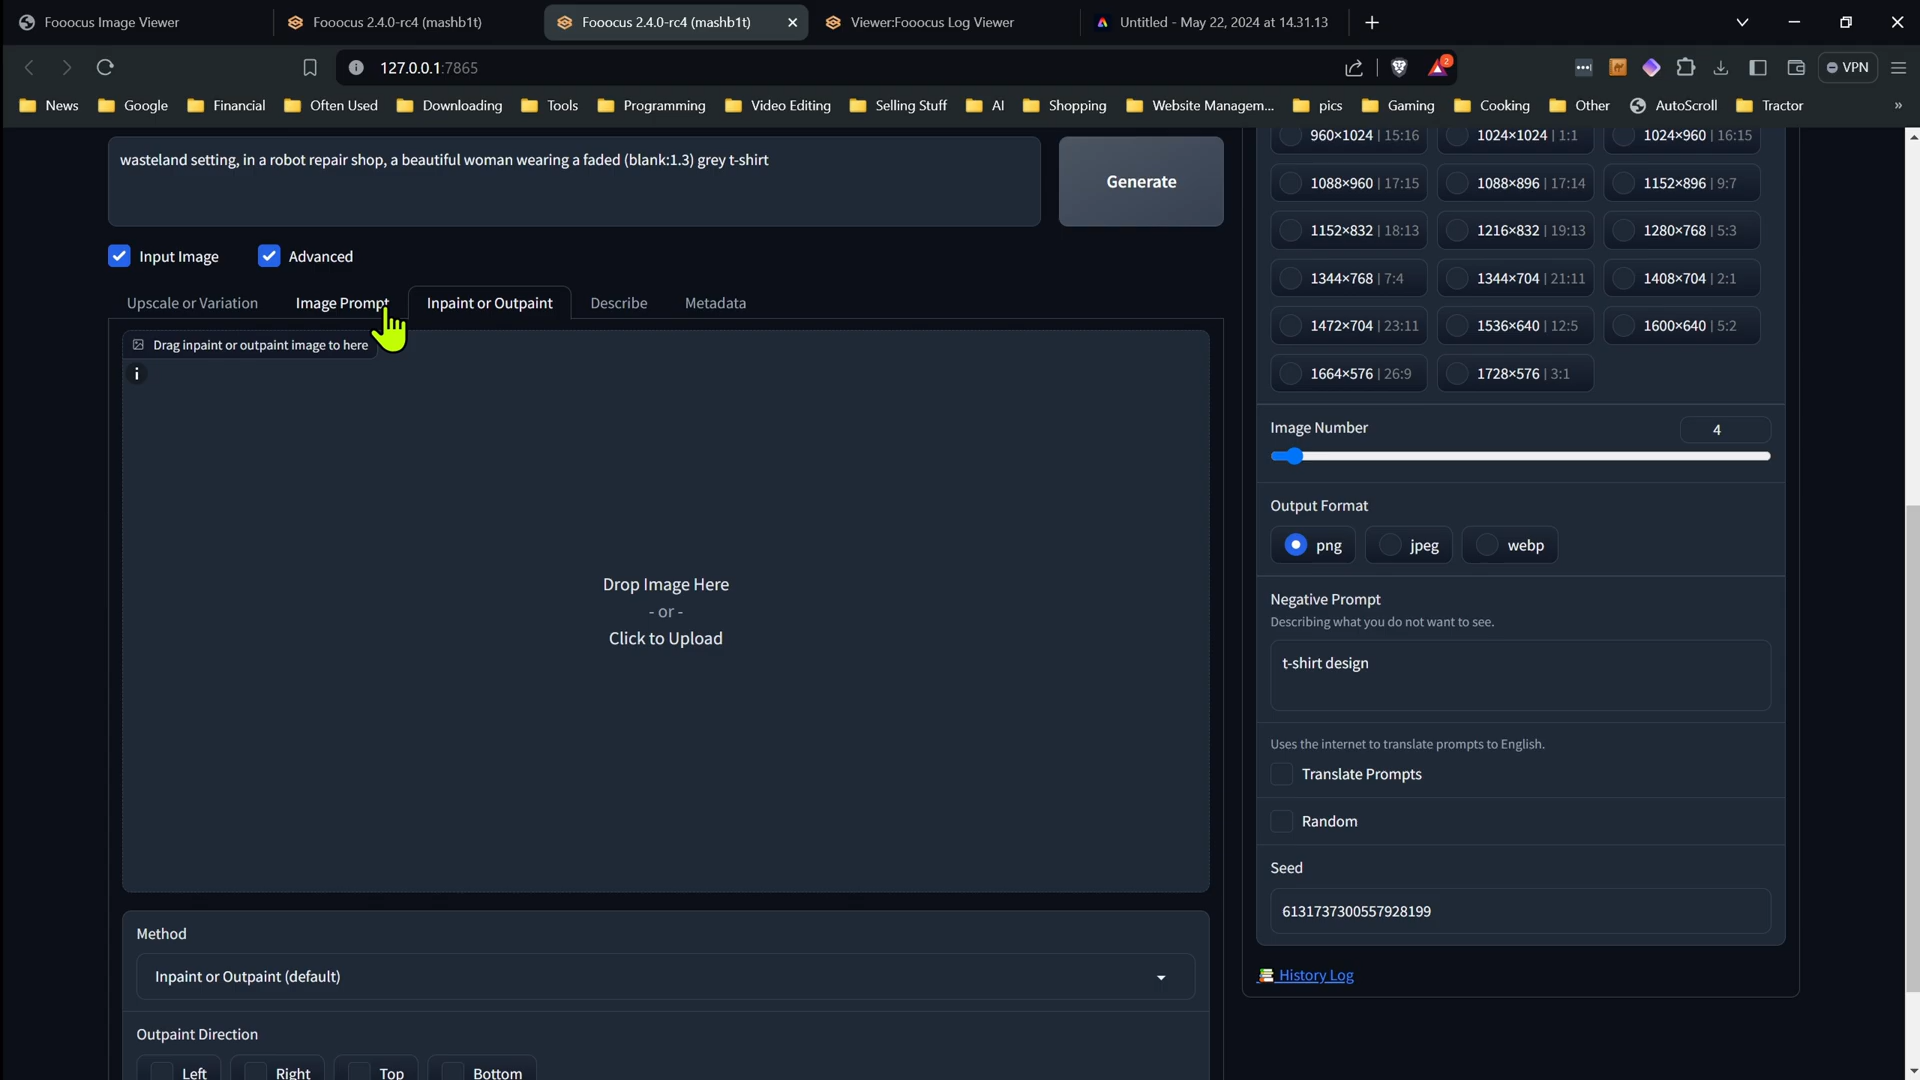 Fooocus Image Viewer
Fooocus 2.4.0-rc4 (mashb1t)
Fooocus 2.4.0-rc4 (mashb1t)
Viewer:Fooocus Log Viewer
Untitled - May 22, 2024 at 14.31.13
127.0.0.1:7865
2
VPN
News
Google
Financial
Often Used
Downloading
Tools
Programming
Video Editing
Selling Stuff
AI
Shopping
Website Managem...
pics
Gaming
Cooking
Other
AutoScroll
Tractor
»
wasteland setting, in a robot repair shop, a beautiful woman wearing a faded (blank:1.3) grey t-shirt
Generate
Input Image
Advanced
Upscale or Variation
Image Prompt
Inpaint or Outpaint
Describe
Metadata
Drag inpaint or outpaint image to here
i
Drop Image Here
- or -
Click to Upload
Method
Inpaint or Outpaint (default)
Outpaint Direction
Left
Right
Top
Bottom
960×1024 | 15:16
1024×1024 | 1:1
1024×960 | 16:15
1088×960 | 17:15
1088×896 | 17:14
1152×896 | 9:7
1152×832 | 18:13
1216×832 | 19:13
1280×768 | 5:3
1344×768 | 7:4
1344×704 | 21:11
1408×704 | 2:1
1472×704 | 23:11
1536×640 | 12:5
1600×640 | 5:2
1664×576 | 26:9
1728×576 | 3:1
Image Number
4
Output Format
png
jpeg
webp
Negative Prompt
Describing what you do not want to see.
t-shirt design
Uses the internet to translate prompts to English.
Translate Prompts
Random
Seed
6131737300557928199
History Log